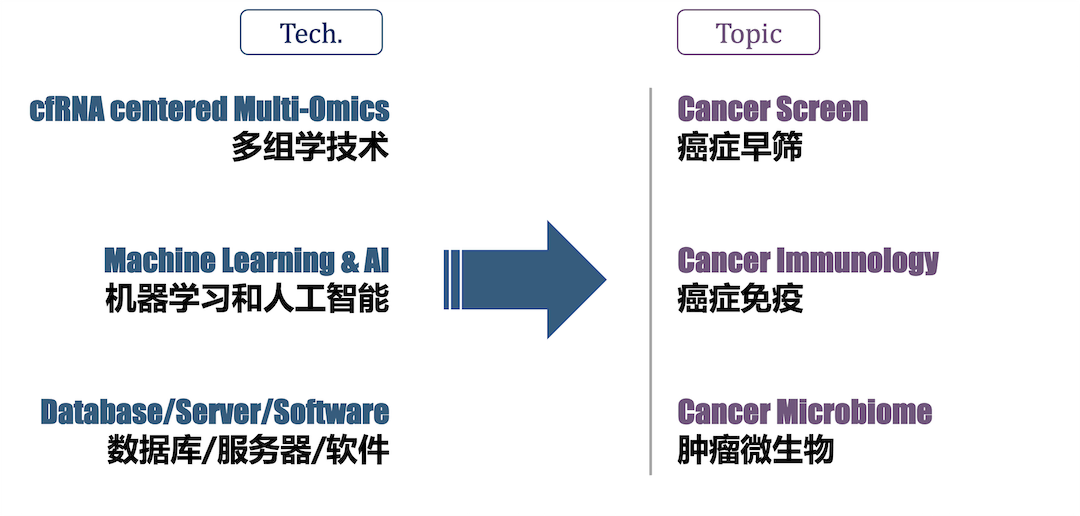 Tech.
cfRNA centered Multi-Omics
多组学技术
Machine Learning & AI
机器学习和人工智能
Database/Server/Software
数据库/服务器/软件
Topic
Cancer Screen
癌症早筛
Cancer Immunology
癌症免疫
Cancer Microbiome
肿瘤微生物